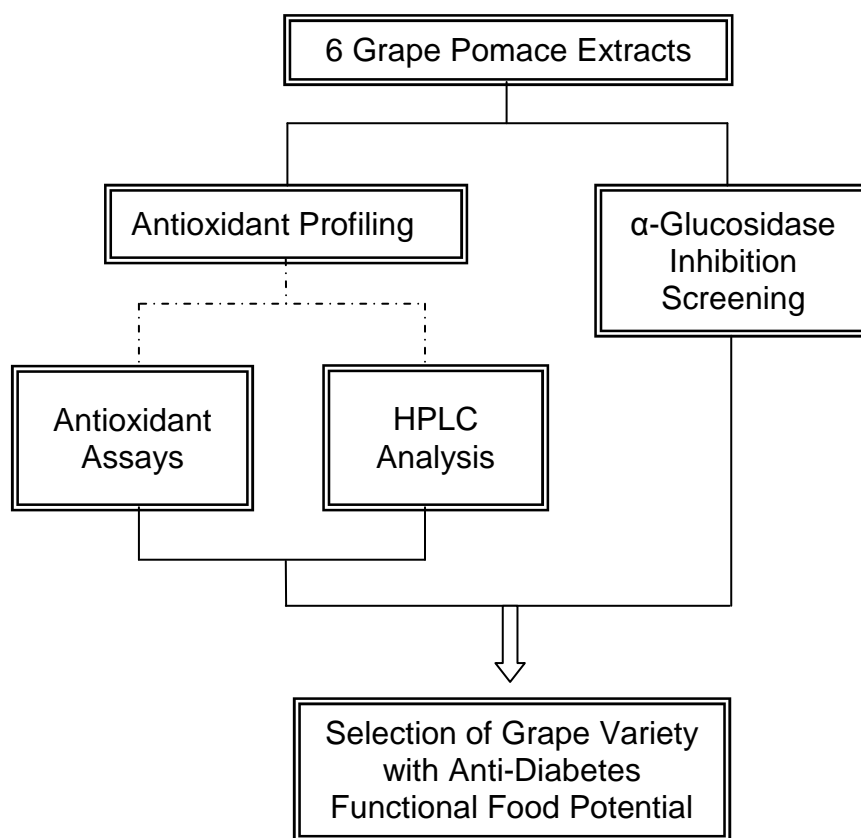 6 Grape Pomace Extracts
Antioxidant Profiling
α-Glucosidase
Inhibition
Screening
Antioxidant
Assays
HPLC
Analysis
Selection of Grape Variety
with Anti-Diabetes
Functional Food Potential